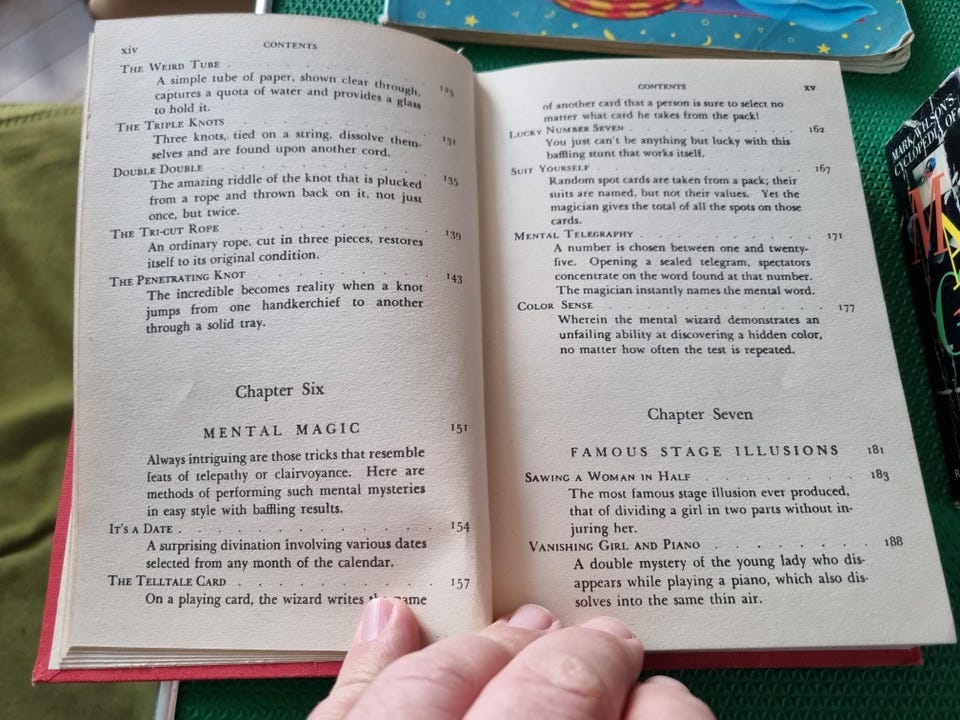 xiv
CONTENTS
THE WEIRD TUBE . . . . . . . . . 125
A simple tube of paper, shown clear through,
captures a quota of water and provides a glass
to hold it.
THE TRIPLE KNOTS . . . . . . . . . 131
Three knots, tied on a string, dissolve them-
selves and are found upon another cord.
DOUBLE DOUBLE . . . . . . . . . 135
The amazing riddle of the knot that is plucked
from a rope and thrown back on it, not just
once, but twice.
THE TRI-CUT ROPE . . . . . . . . . 139
An ordinary rope, cut in three pieces, restores
itself to its original condition.
THE PENETRATING KNOT . . . . . . . . 143
The incredible becomes reality when a knot
jumps from one handkerchief to another
through a solid tray.
Chapter Six
MENTAL MAGIC 151
Always intriguing are those tricks that resemble
feats of telepathy or clairvoyance. Here are
methods of performing such mental mysteries
in easy style with baffling results.
IT'S A DATE . . . . . . . . . . 154
A surprising divination involving various dates
selected from any month of the calendar.
THE TELLTALE CARD . . . . . . . . 157
On a playing card, the wizard writes the name
CONTENTS
xv
of another card that a person is sure to select no
matter what card he takes from the pack!
LUCKY NUMBER SEVEN . . . . . . . . 162
You just can't be anything but lucky with this
baffling stunt that works itself.
SUIT YOURSELF . . . . . . . . . 167
Random spot cards are taken from a pack; their
suits are named, but not their values. Yet the
magician gives the total of all the spots on those
cards.
MENTAL TELEGRAPHY . . . . . . . . 171
A number is chosen between one and twenty-
five. Opening a sealed telegram, spectators
concentrate on the word found at that number.
The magician instantly names the mental word.
COLOR SENSE . . . . . . . . . . 177
Wherein the mental wizard demonstrates an
unfailing ability at discovering a hidden color,
no matter how often the test is repeated.
Chapter Seven
FAMOUS STAGE ILLUSIONS 181
SAWING A WOMAN IN HALF . . . . . . . 183
The most famous stage illusion ever produced,
that of dividing a girl in two parts without in-
juring her.
VANISHING GIRL AND PIANO . . . . . . 188
A double mystery of the young lady who dis-
appears while playing a piano, which also dis-
solves into the same thin air.
MARK WILSON'S
CYCLOPEDIA OF